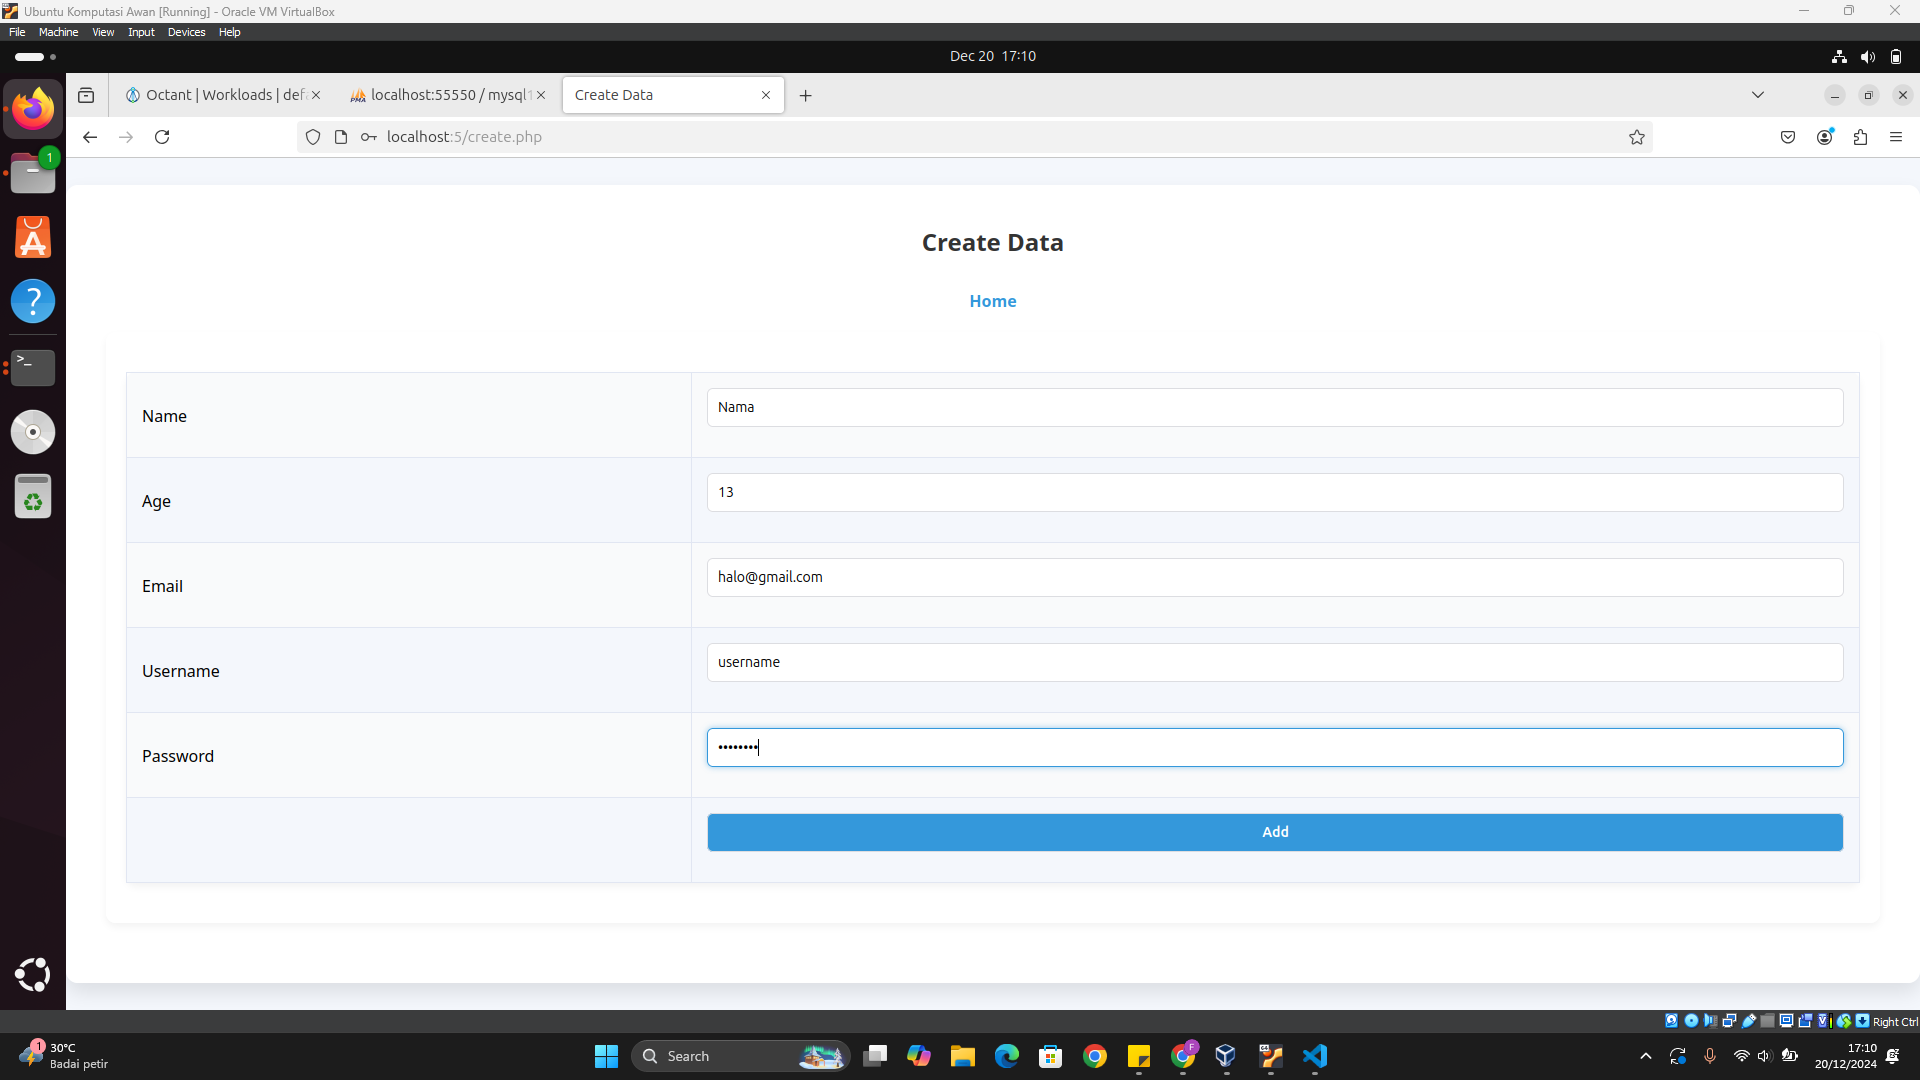 Ubuntu Komputasi Awan [Running] - Oracle VM VirtualBox
File Machine View Input Devices Help
Dec 20 17:10
Octant | Workloads | def
localhost:55550 / mysql
Create Data
localhost:5/create.php
1
Create Data
Home
Name
Nama
Age
13
Email
halo@gmail.com
Username
username
Password
••••••••
Add
Right Ctrl
1
30°C
Badai petir
Search
F
17:10
20/12/2024